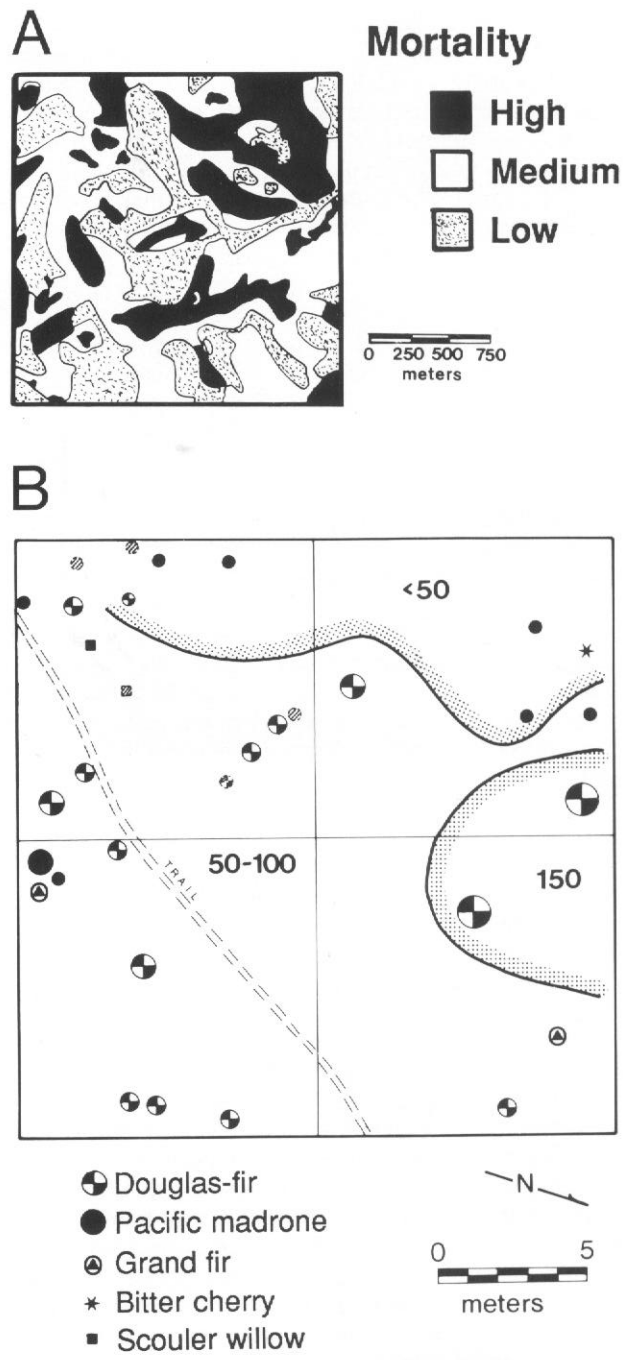 A
Mortality
High
Medium
Low
0 250 500 750
meters
B
<50
50-100
TRAIL
150
Douglas-fir
Pacific madrone
Grand fir
Bitter cherry
Scouler willow
N
0 5
meters